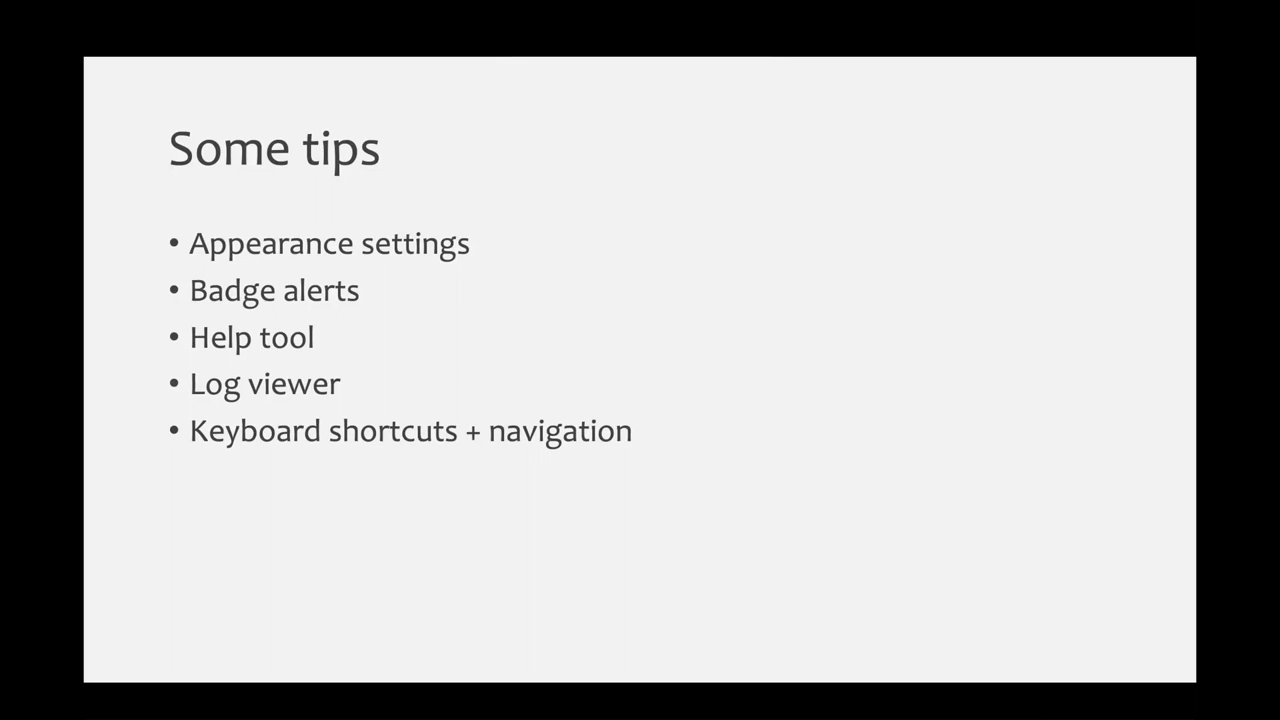 Some tips
• Appearance settings
• Badge alerts
• Help tool
• Log viewer
• Keyboard shortcuts + navigation